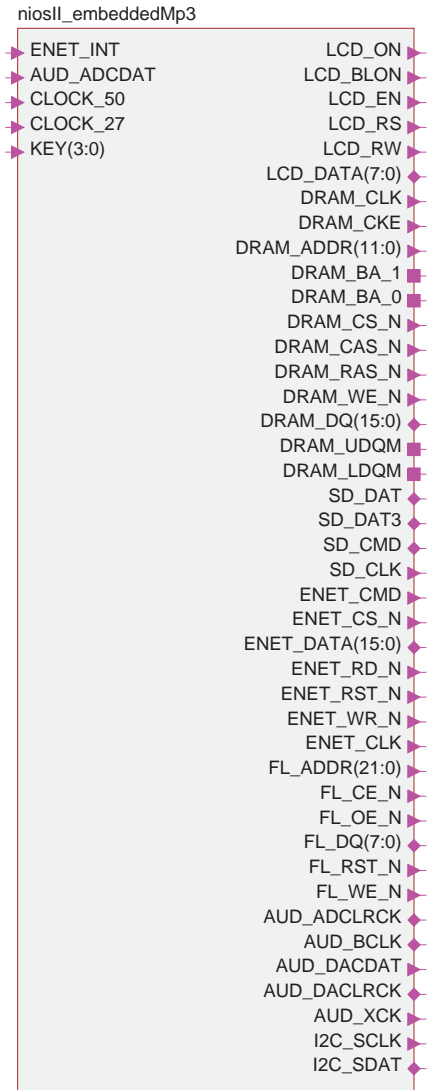 niosII_embeddedMp3
ENET_INT LCD_ON
AUD_ADCDAT LCD_BLON
CLOCK_50 LCD_EN
CLOCK_27 LCD_RS
KEY(3:0) LCD_RW
LCD_DATA(7:0)
DRAM_CLK
DRAM_CKE
DRAM_ADDR(11:0)
DRAM_BA_1
DRAM_BA_0
DRAM_CS_N
DRAM_CAS_N
DRAM_RAS_N
DRAM_WE_N
DRAM_DQ(15:0)
DRAM_UDQM
DRAM_LDQM
SD_DAT
SD_DAT3
SD_CMD
SD_CLK
ENET_CMD
ENET_CS_N
ENET_DATA(15:0)
ENET_RD_N
ENET_RST_N
ENET_WR_N
ENET_CLK
FL_ADDR(21:0)
FL_CE_N
FL_OE_N
FL_DQ(7:0)
FL_RST_N
FL_WE_N
AUD_ADCLRCK
AUD_BCLK
AUD_DACDAT
AUD_DACLRCK
AUD_XCK
I2C_SCLK
I2C_SDAT